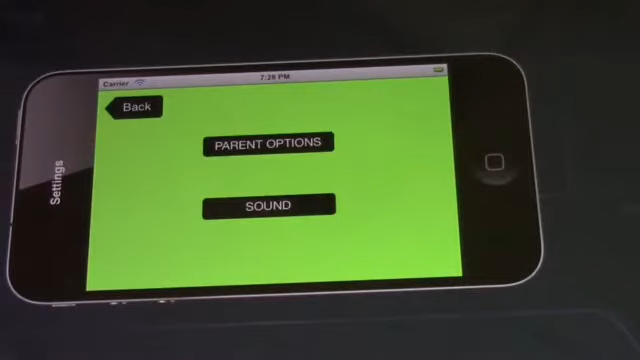 Carrier 7:28 PM
Back
PARENT OPTIONS
SOUND
Settings